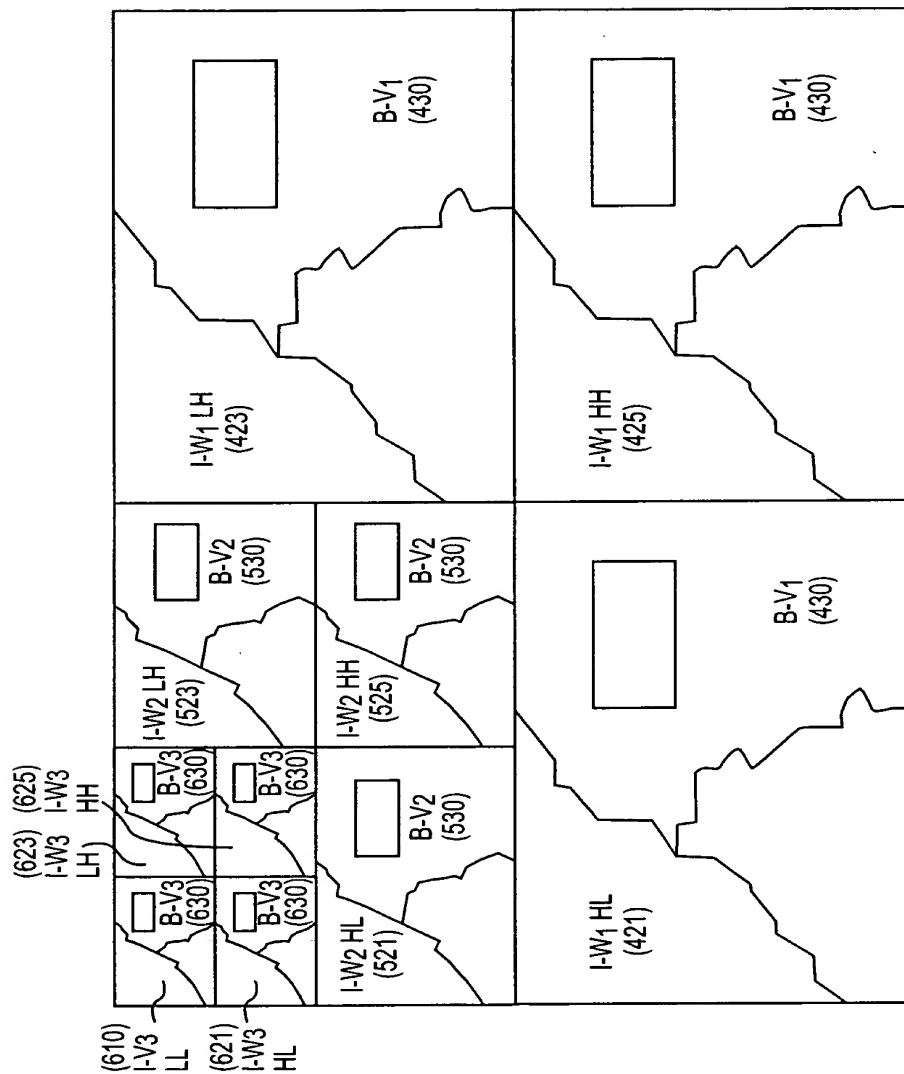 (610)
I-V3
LL
(621)
I-W3
HL
(623)
I-W3
LH
(625)
I-W3
HH
B-V3
(630)
B-V3
(630)
B-V3
(630)
B-V3
(630)
I-W2 LH
(523)
B-V2
(530)
I-W2 HL
(521)
B-V2
(530)
I-W2 HH
(525)
B-V2
(530)
I-W1 LH
(423)
B-V1
(430)
I-W1 HL
(421)
B-V1
(430)
I-W1 HH
(425)
B-V1
(430)